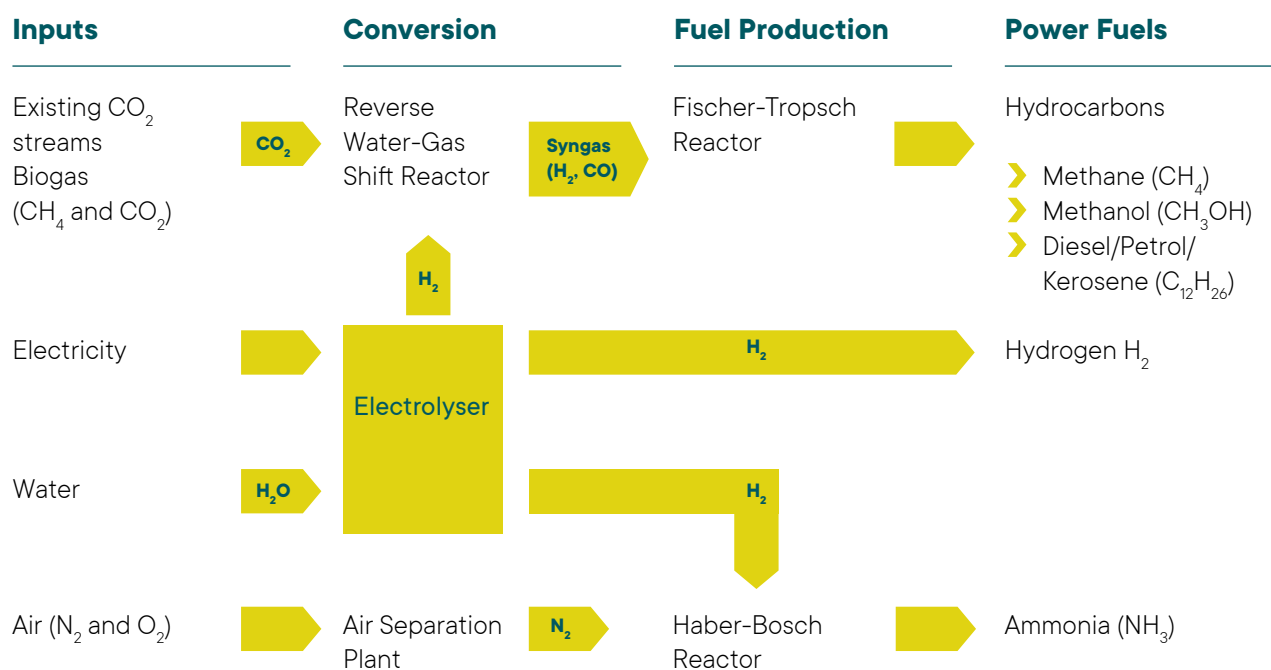 Inputs
Conversion
Fuel Production
Power Fuels
Existing CO₂
streams
Biogas
(CH₄ and CO₂)
CO₂
Reverse
Water-Gas
Shift Reactor
Syngas
(H₂, CO)
Fischer-Tropsch
Reactor
Hydrocarbons
Methane (CH₄)
Methanol (CH₃OH)
Diesel/Petrol/
Kerosene (C₁₂H₂₆)
H₂
Electricity
Electrolyser
H₂
Hydrogen H₂
Water
H₂O
H₂
Air (N₂ and O₂)
Air Separation
Plant
N₂
Haber-Bosch
Reactor
Ammonia (NH₃)